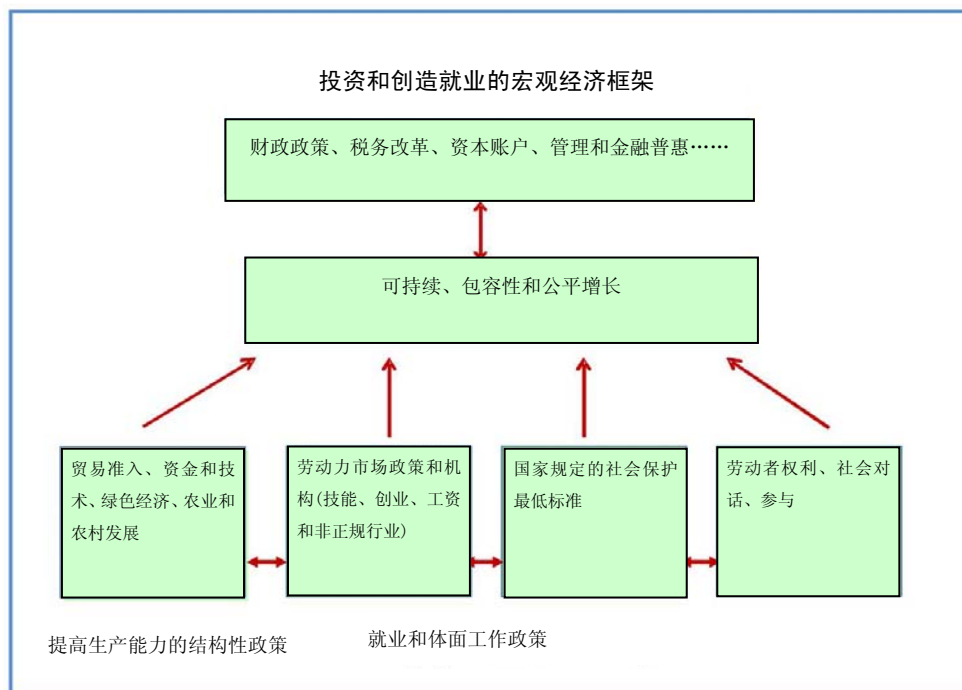 投资和创造就业的宏观经济框架
财政政策、税务改革、资本账户、管理和金融普惠……
可持续、包容性和公平增长
贸易准入、资金和技
术、绿色经济、农业和
农村发展
劳动力市场政策和机
构(技能、创业、工资
和非正规行业)
国家规定的社会保护
最低标准
劳动者权利、社会对
话、参与
提高生产能力的结构性政策
就业和体面工作政策